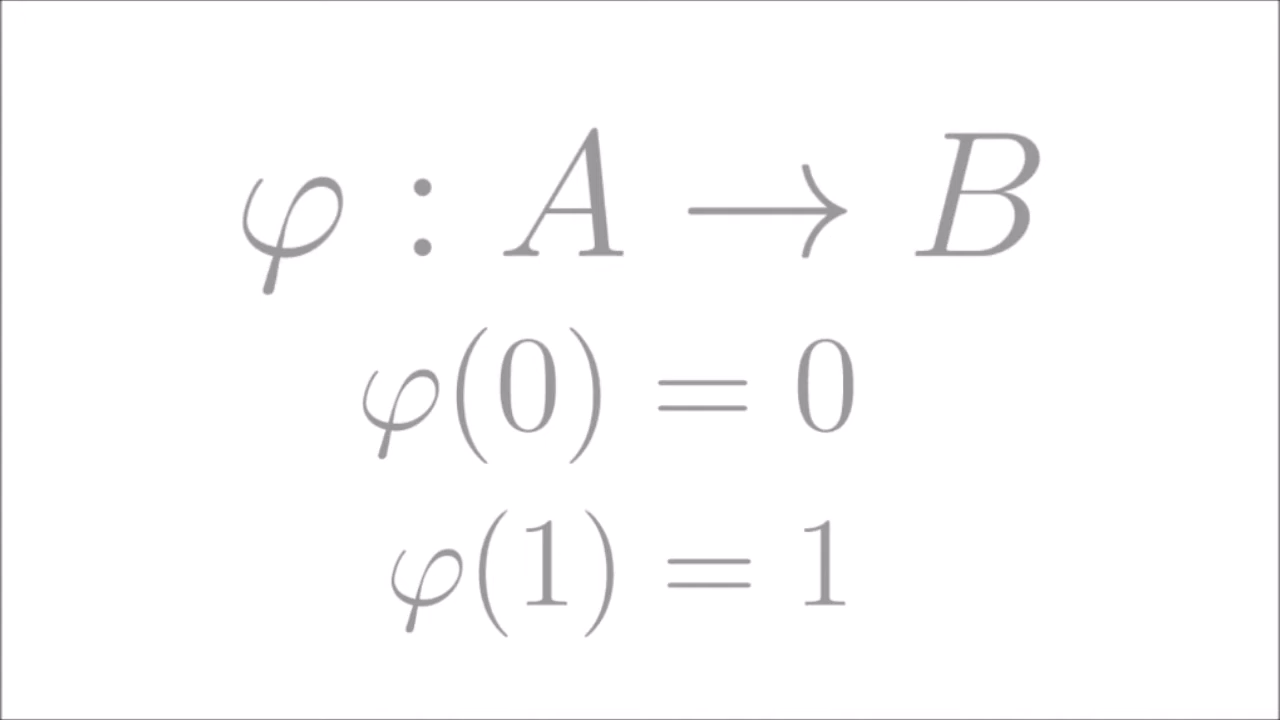 φ : A → B
φ(0) = 0
φ(1) = 1